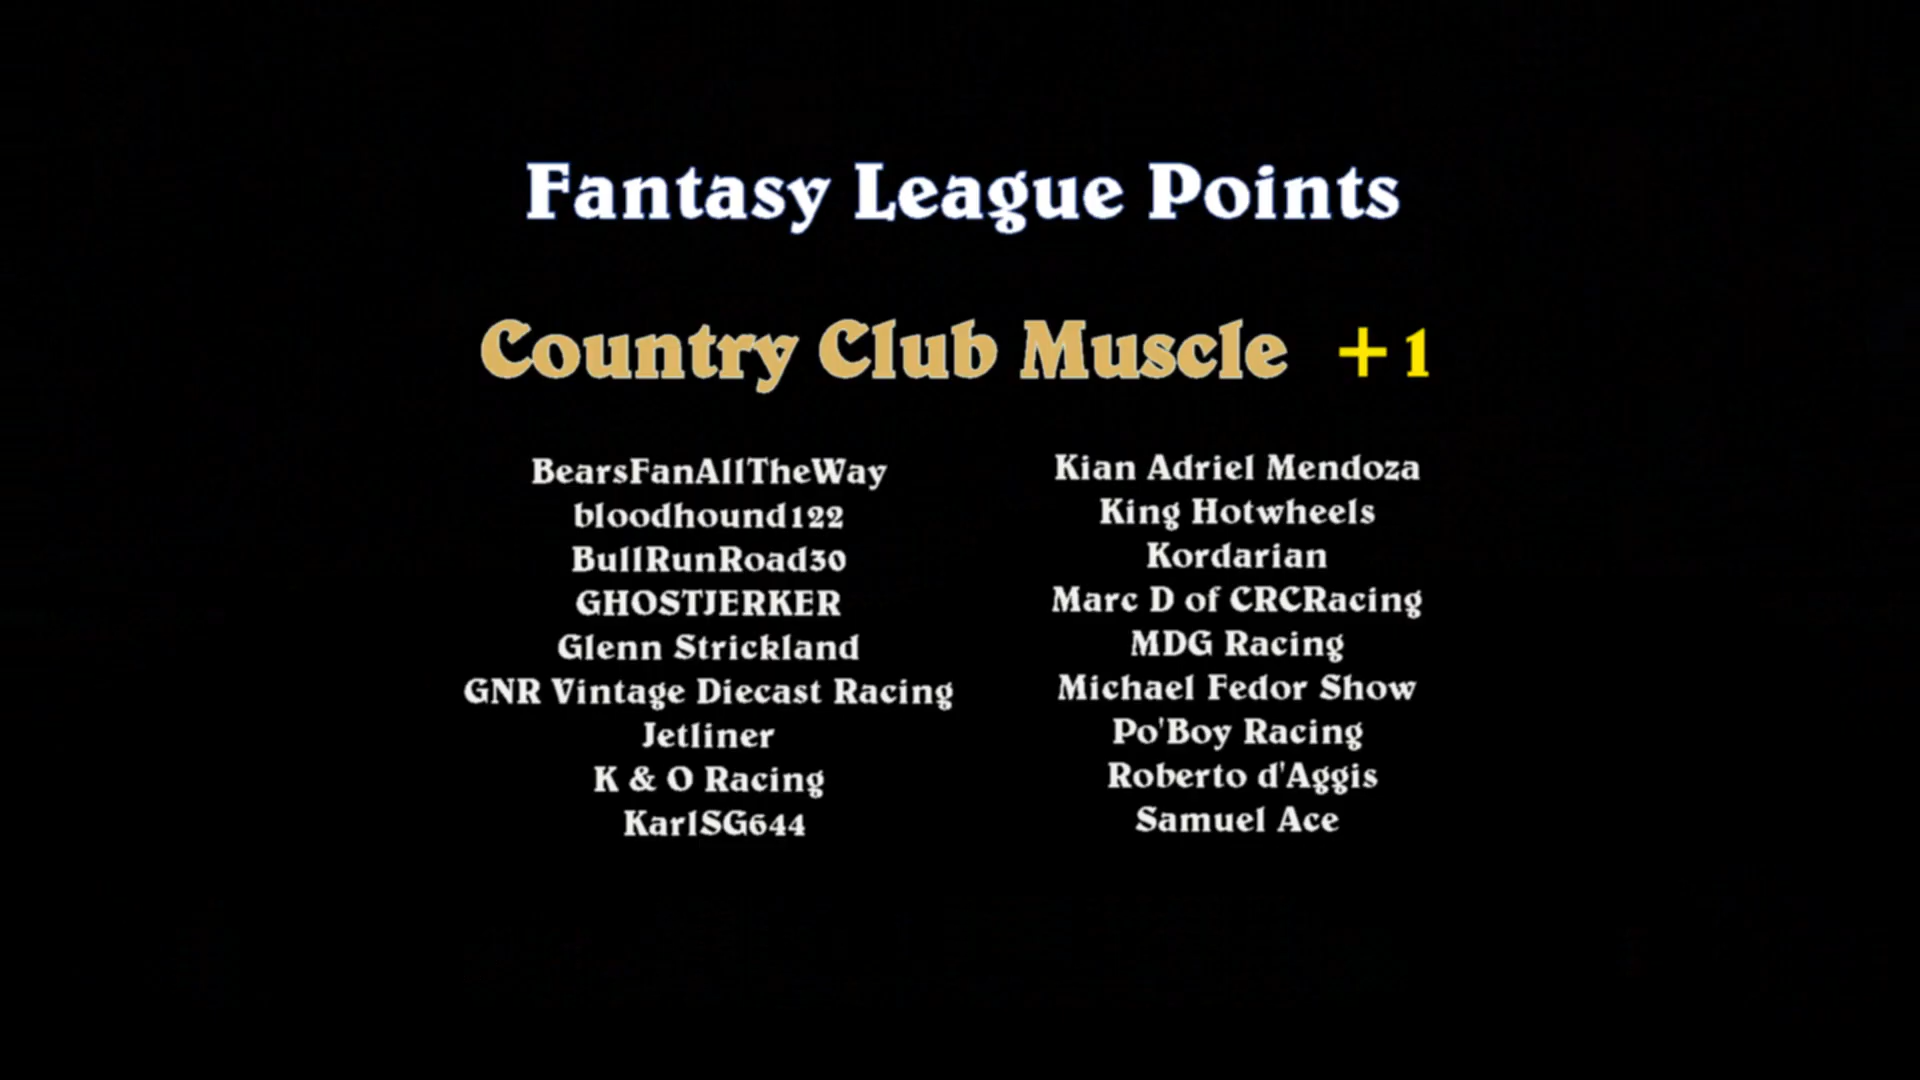 Fantasy League Points
Country Club Muscle +1
BearsFanAllTheWay
bloodhound122
BullRunRoad30
GHOSTJERKER
Glenn Strickland
GNR Vintage Diecast Racing
Jetliner
K & O Racing
KarlSG644
Kian Adriel Mendoza
King Hotwheels
Kordarian
Marc D of CRCRacing
MDG Racing
Michael Fedor Show
Po'Boy Racing
Roberto d'Aggis
Samuel Ace